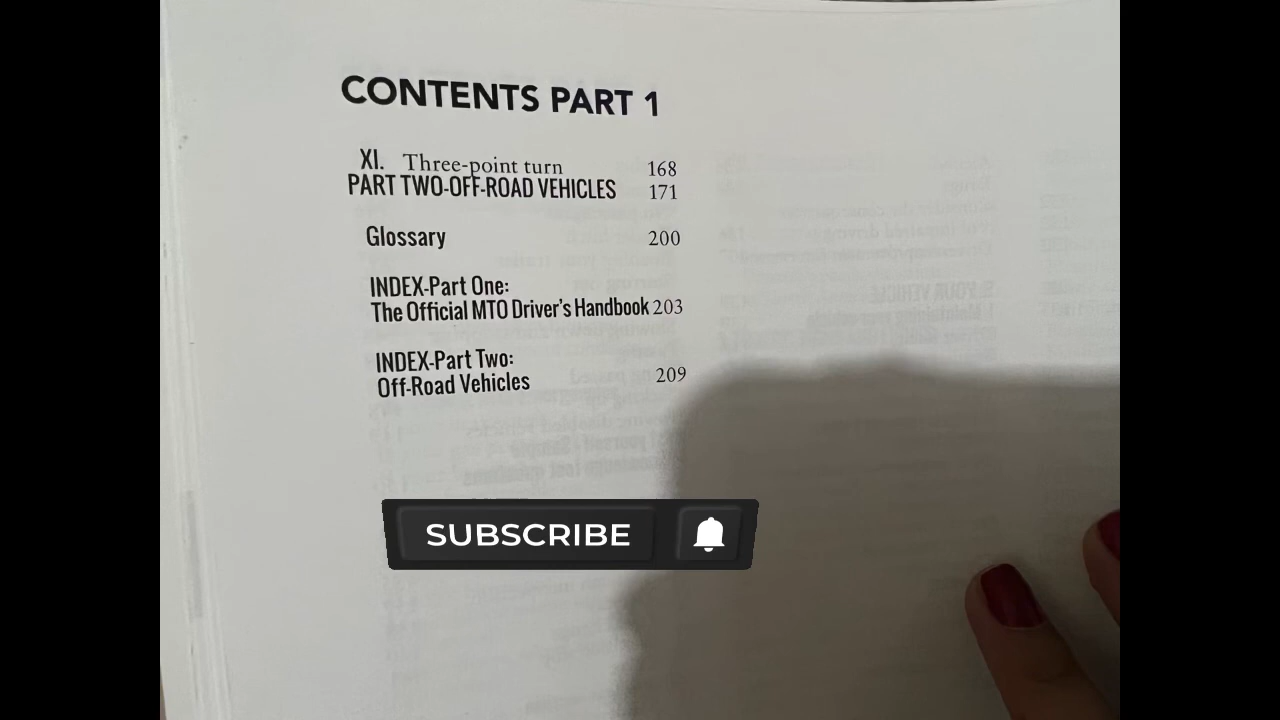 CONTENTS PART 1
XI. Three-point turn 168
PART TWO-OFF-ROAD VEHICLES 171
Glossary 200
INDEX-Part One:
The Official MTO Driver's Handbook 203
INDEX-Part Two:
Off-Road Vehicles 209
SUBSCRIBE